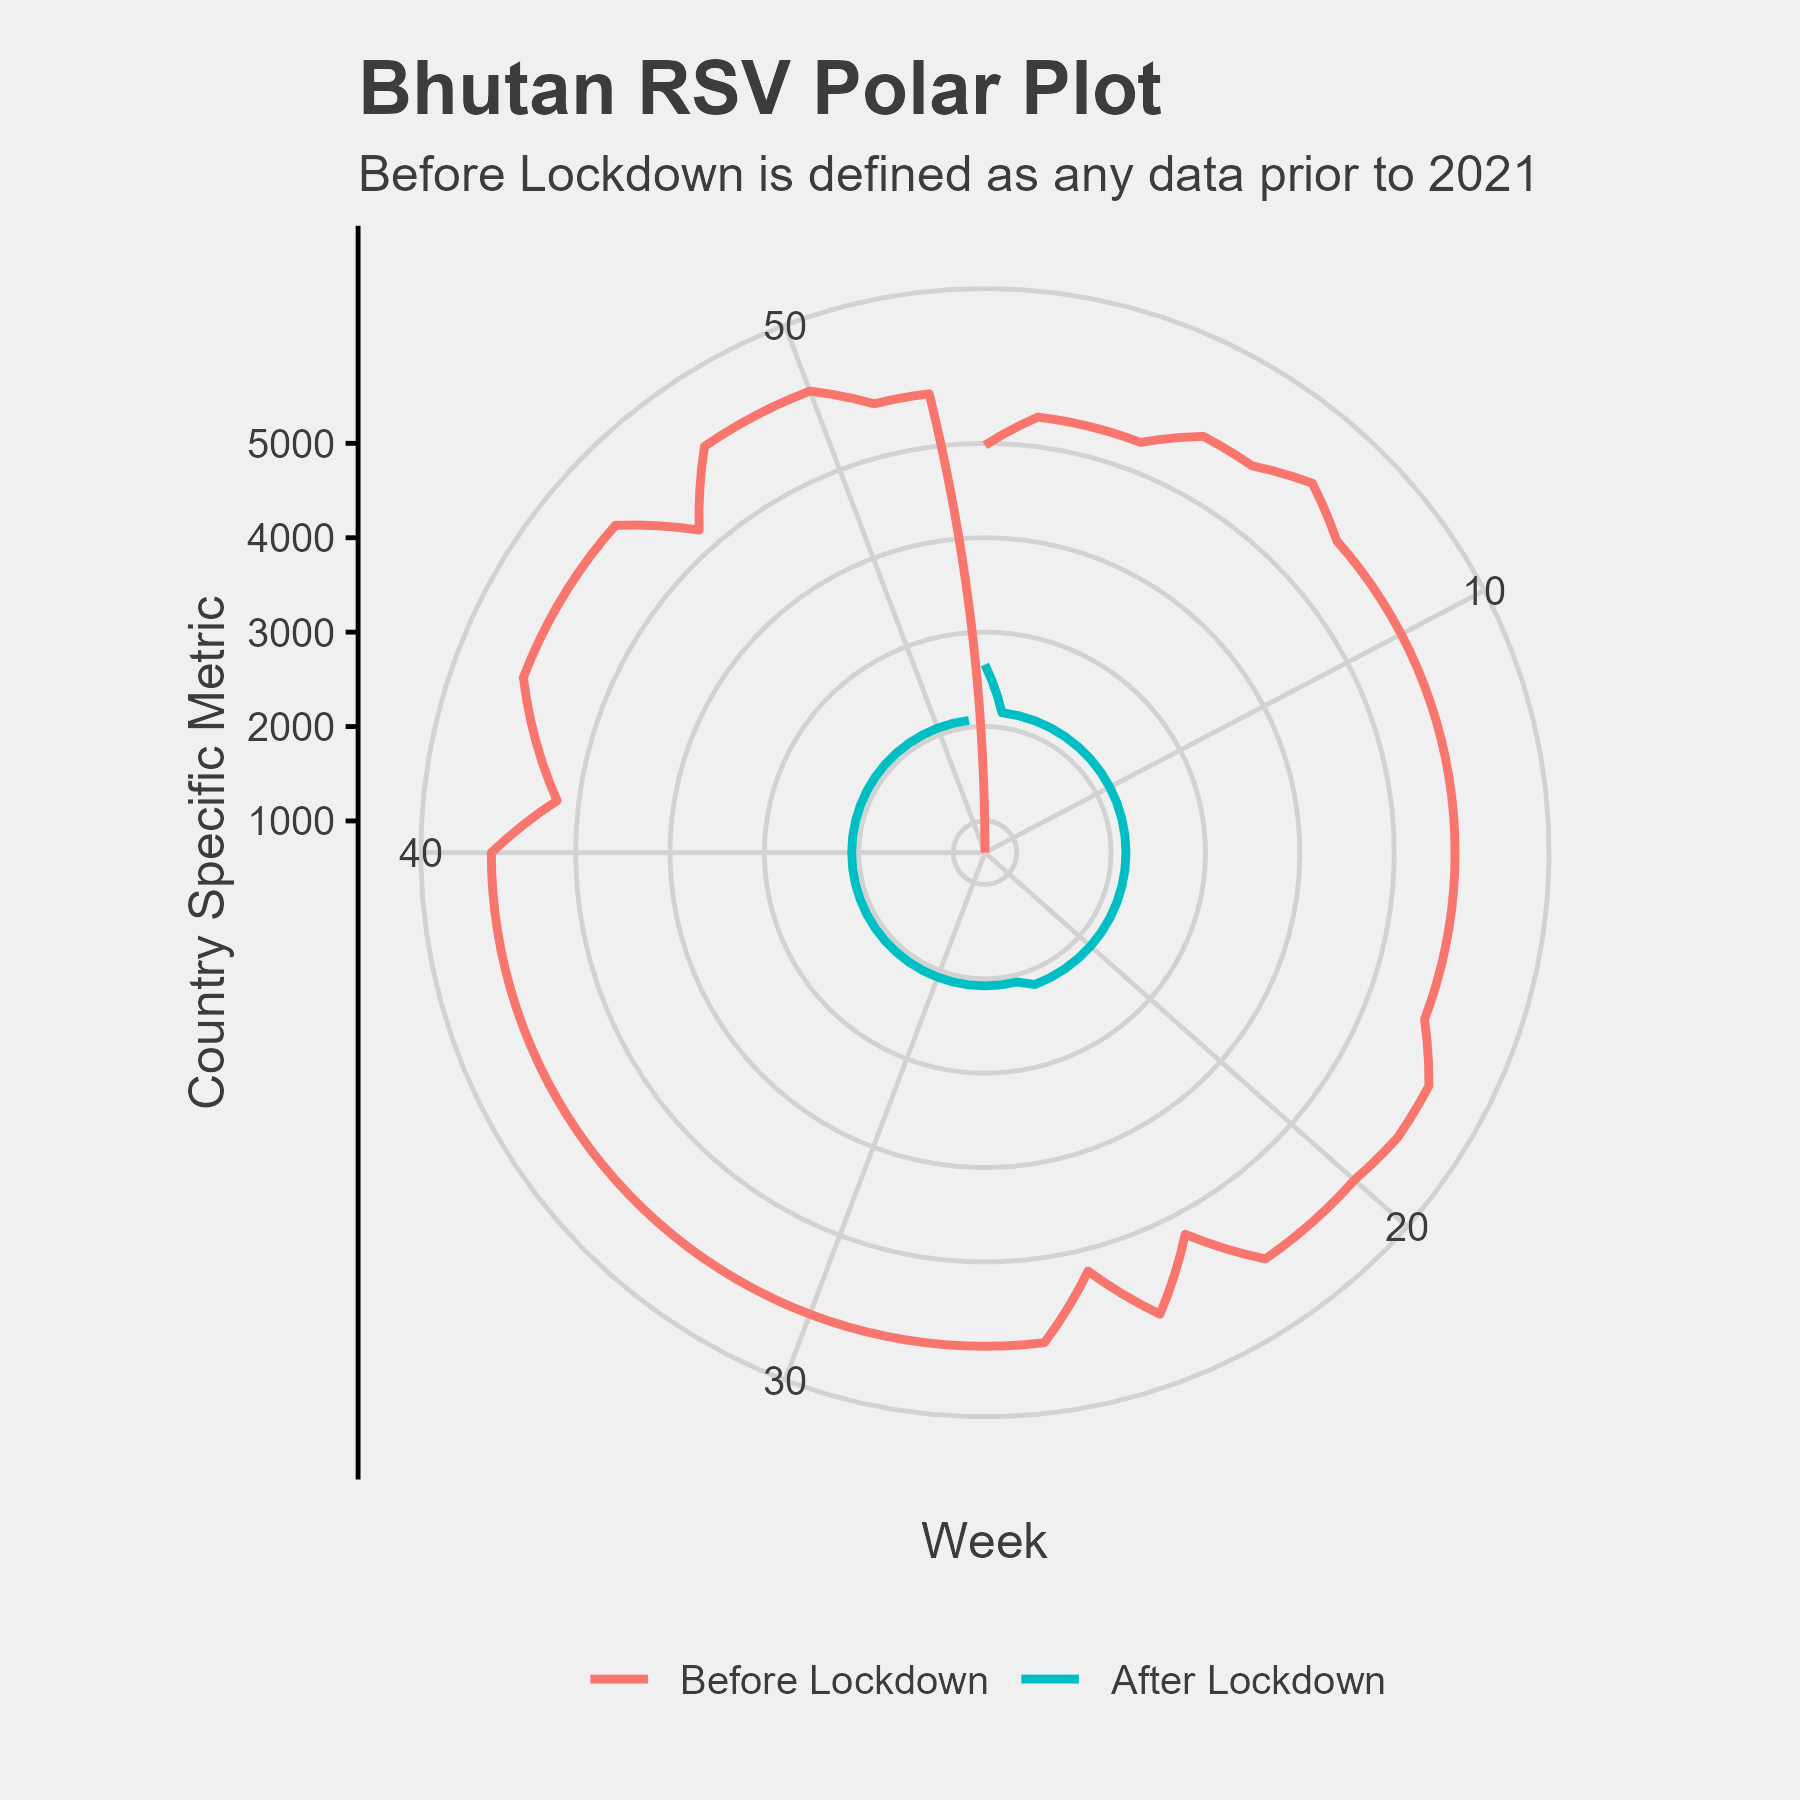 Bhutan RSV Polar Plot
Before Lockdown is defined as any data prior to 2021
50
5000
4000
10
3000
2000
1000
40
20
30
Country Specific Metric
Week
Before Lockdown
After Lockdown